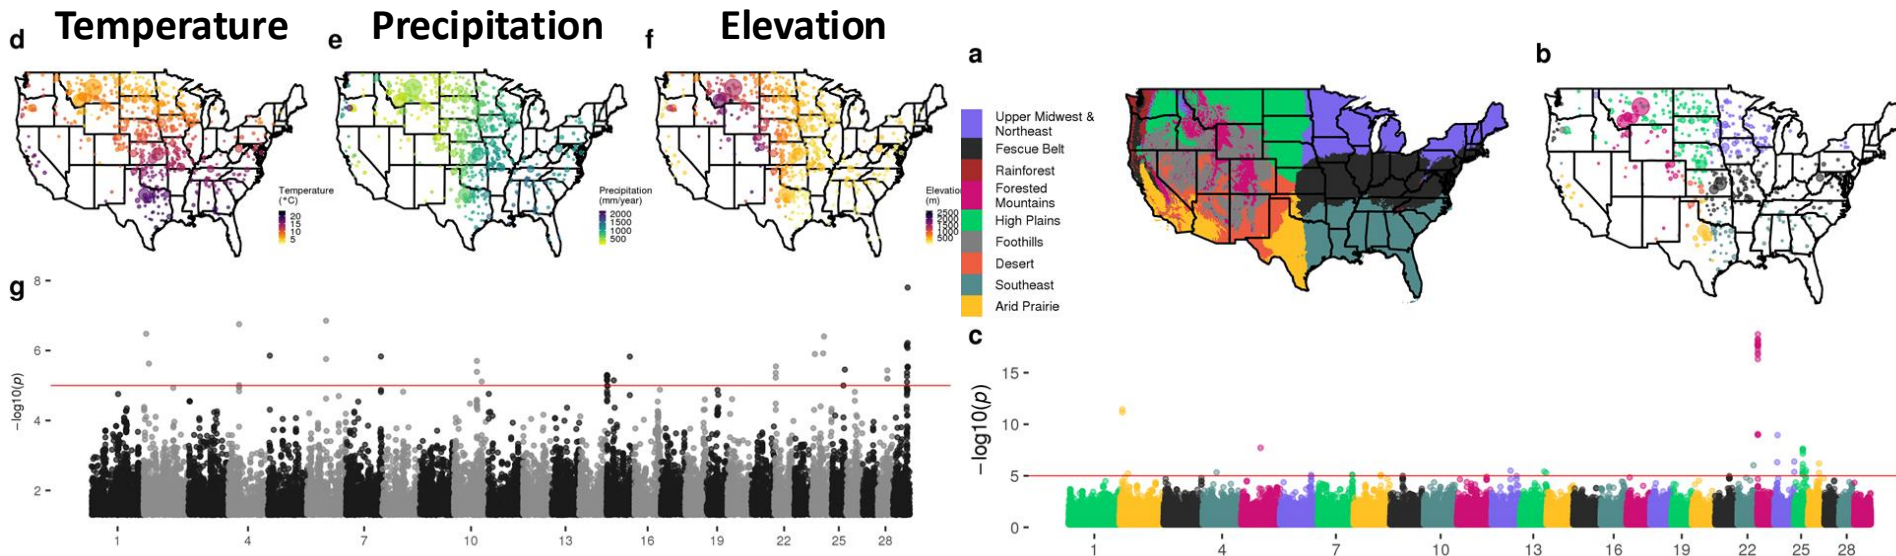 d Temperature
e Precipitation
f Elevation
Temperature
(°C)
20
15
10
5
Precipitation
(mm/year)
2000
1500
1000
500
Elevation
(m)
2500
2000
1500
1000
500
g
8
6
4
2
−log10(p)
1 4 7 10 13 16 19 22 25 28
a
Upper Midwest &
Northeast
Fescue Belt
Rainforest
Forested
Mountains
High Plains
Foothills
Desert
Southeast
Arid Prairie
b
c
15
10
5
0
−log10(p)
1 4 7 10 13 16 19 22 25 28